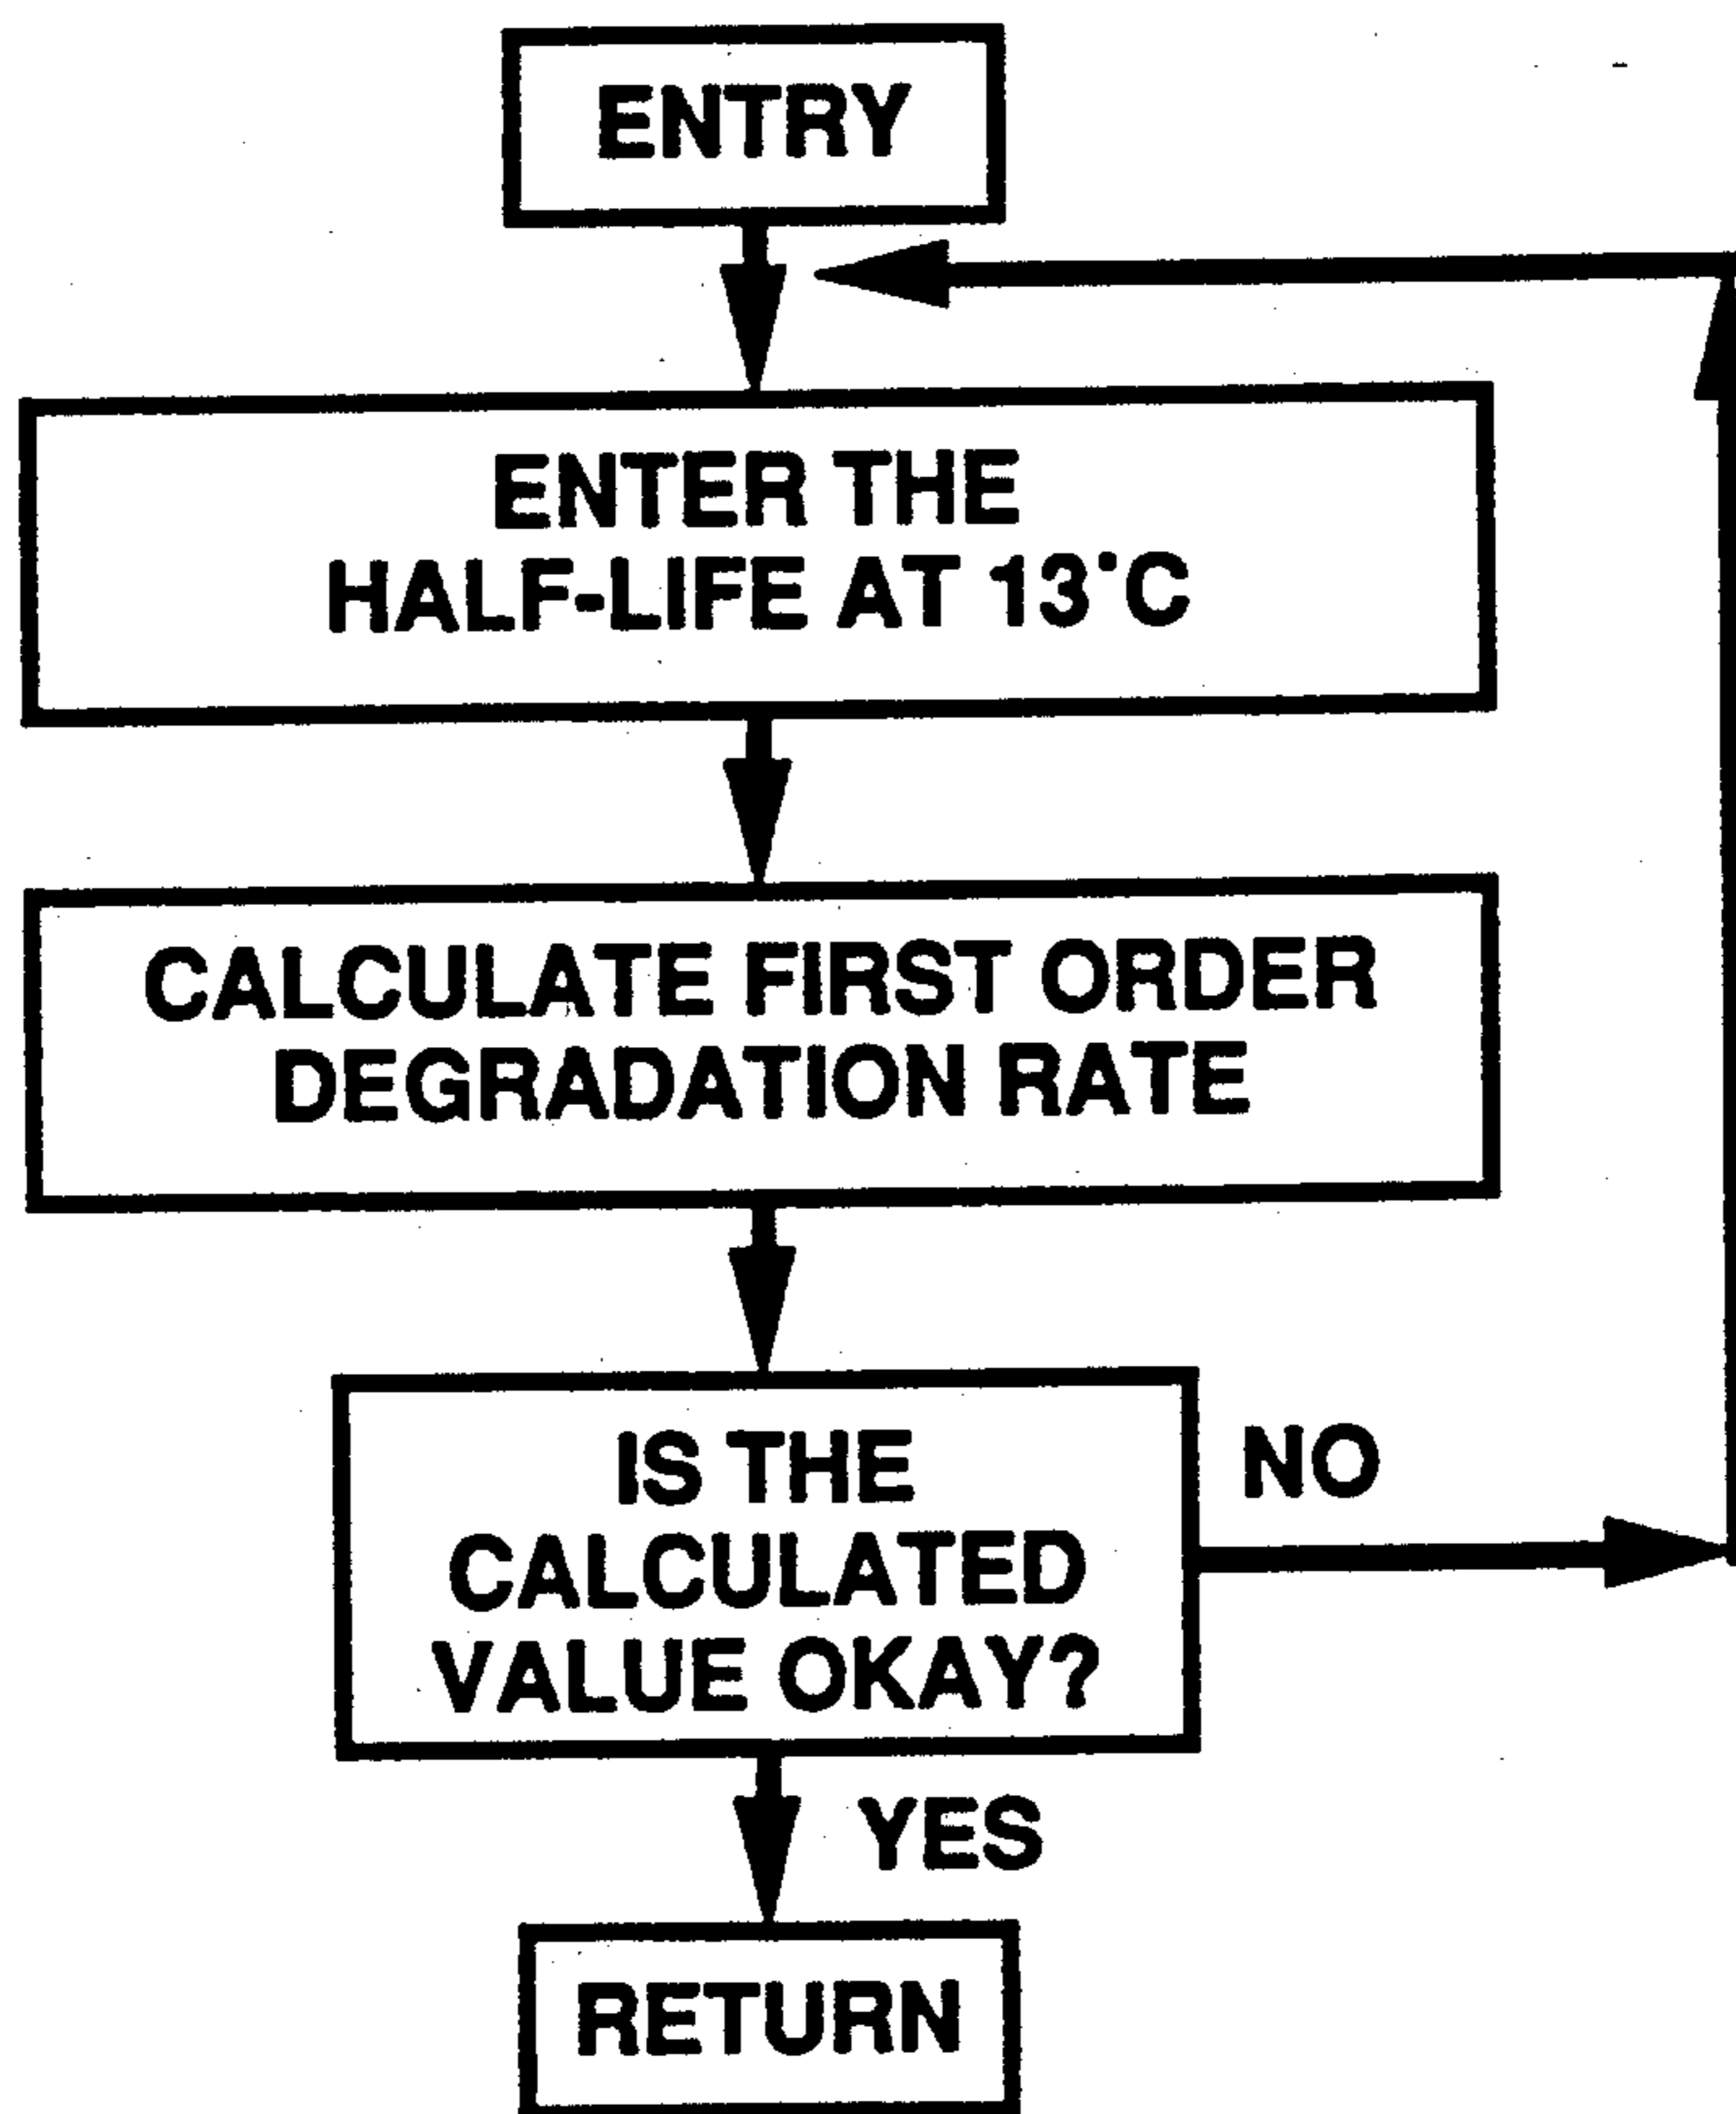 ENTRY
ENTER THE
HALF-LIFE AT 13°C
CALCULATE FIRST ORDER
DEGRADATION RATE
IS THE
CALCULATED
VALUE OKAY?
NO
YES
RETURN